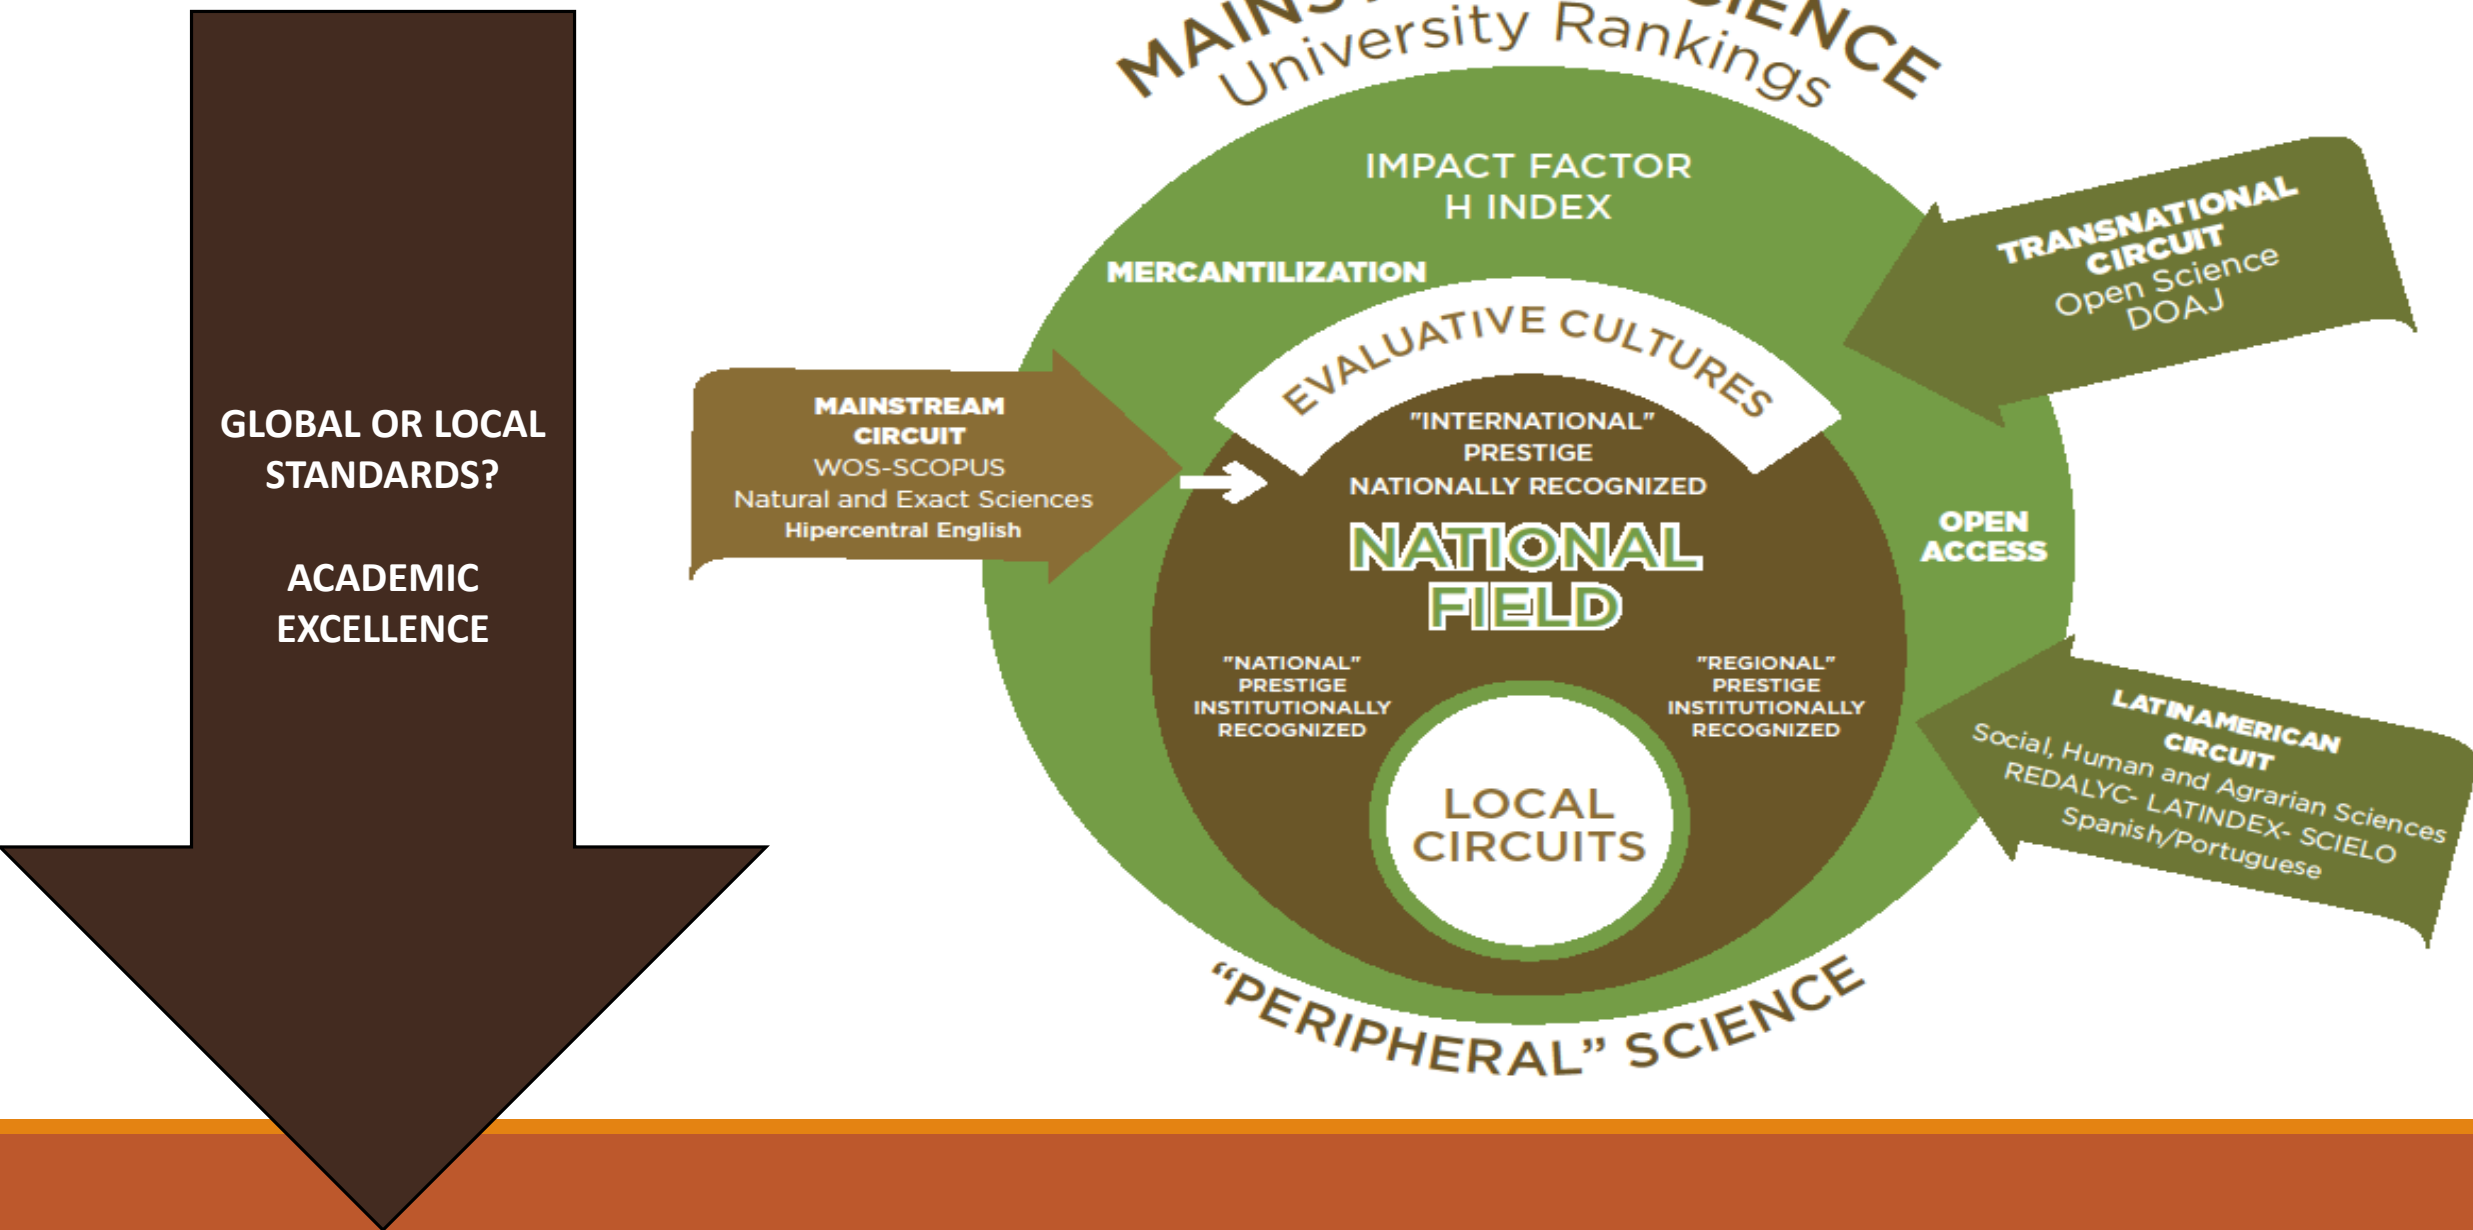 GLOBAL OR LOCAL
STANDARDS?
ACADEMIC
EXCELLENCE
University Rankings
IMPACT FACTOR
H INDEX
MERCANTILIZATION
EVALUATIVE CULTURES
MAINSTREAM
CIRCUIT
WOS-SCOPUS
Natural and Exact Sciences
Hipercentral English
TRANSNATIONAL
CIRCUIT
Open Science
DOAJ
"INTERNATIONAL"
PRESTIGE
NATIONALLY RECOGNIZED
NATIONAL
FIELD
OPEN
ACCESS
"NATIONAL"
PRESTIGE
INSTITUTIONALLY
RECOGNIZED
"REGIONAL"
PRESTIGE
INSTITUTIONALLY
RECOGNIZED
LOCAL
CIRCUITS
LATINAMERICAN
CIRCUIT
Social, Human and Agrarian Sciences
REDALYC- LATINDEX- SCIELO
Spanish/Portuguese
“PERIPHERAL” SCIENCE